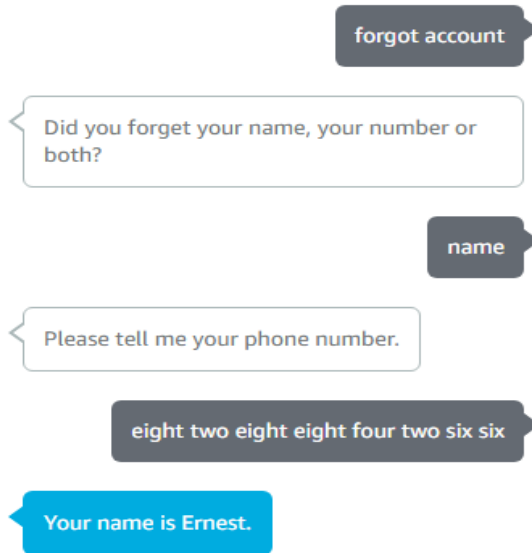 forgot account
Did you forget your name, your number or
both?
name
Please tell me your phone number.
eight two eight eight four two six six
Your name is Ernest.